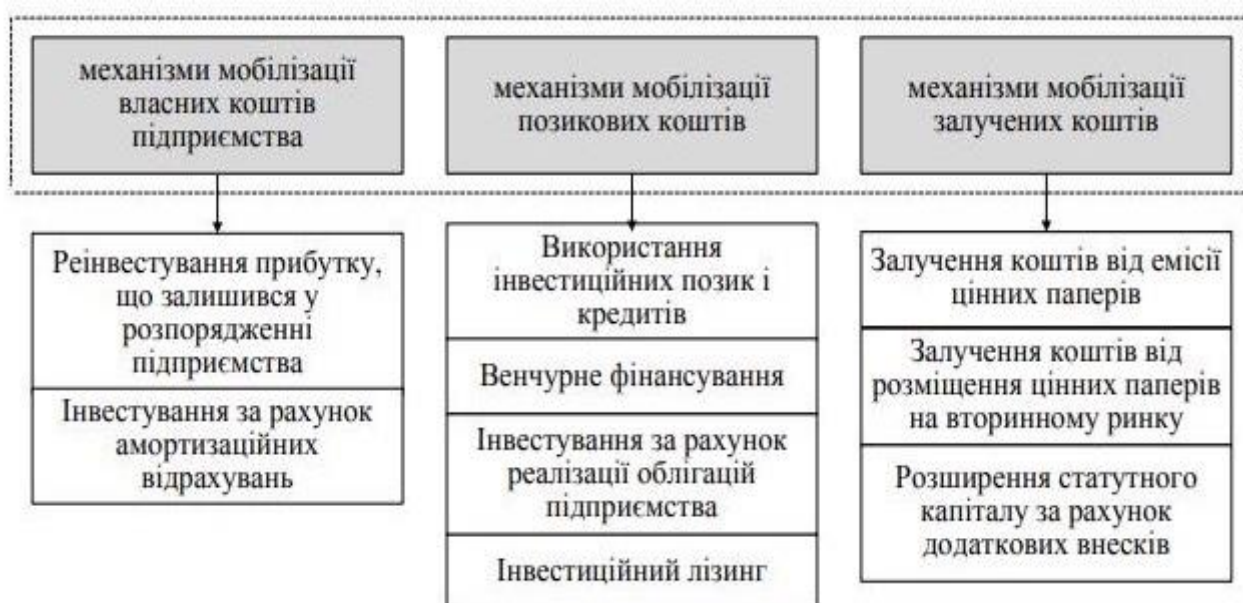 механізми мобілізації
власних коштів
підприємства
Реінвестування прибутку,
що залишився у
розпорядженні
підприємства
Інвестування за рахунок
амортизаційних
відрахувань
механізми мобілізації
позикових коштів
Використання
інвестиційних позик і
кредитів
Венчурне фінансування
Інвестування за рахунок
реалізації облігацій
підприємства
Інвестиційний лізинг
механізми мобілізації
залучених коштів
Залучення коштів від емісії
цінних паперів
Залучення коштів від
розміщення цінних паперів
на вторинному ринку
Розширення статутного
капіталу за рахунок
додаткових внесків